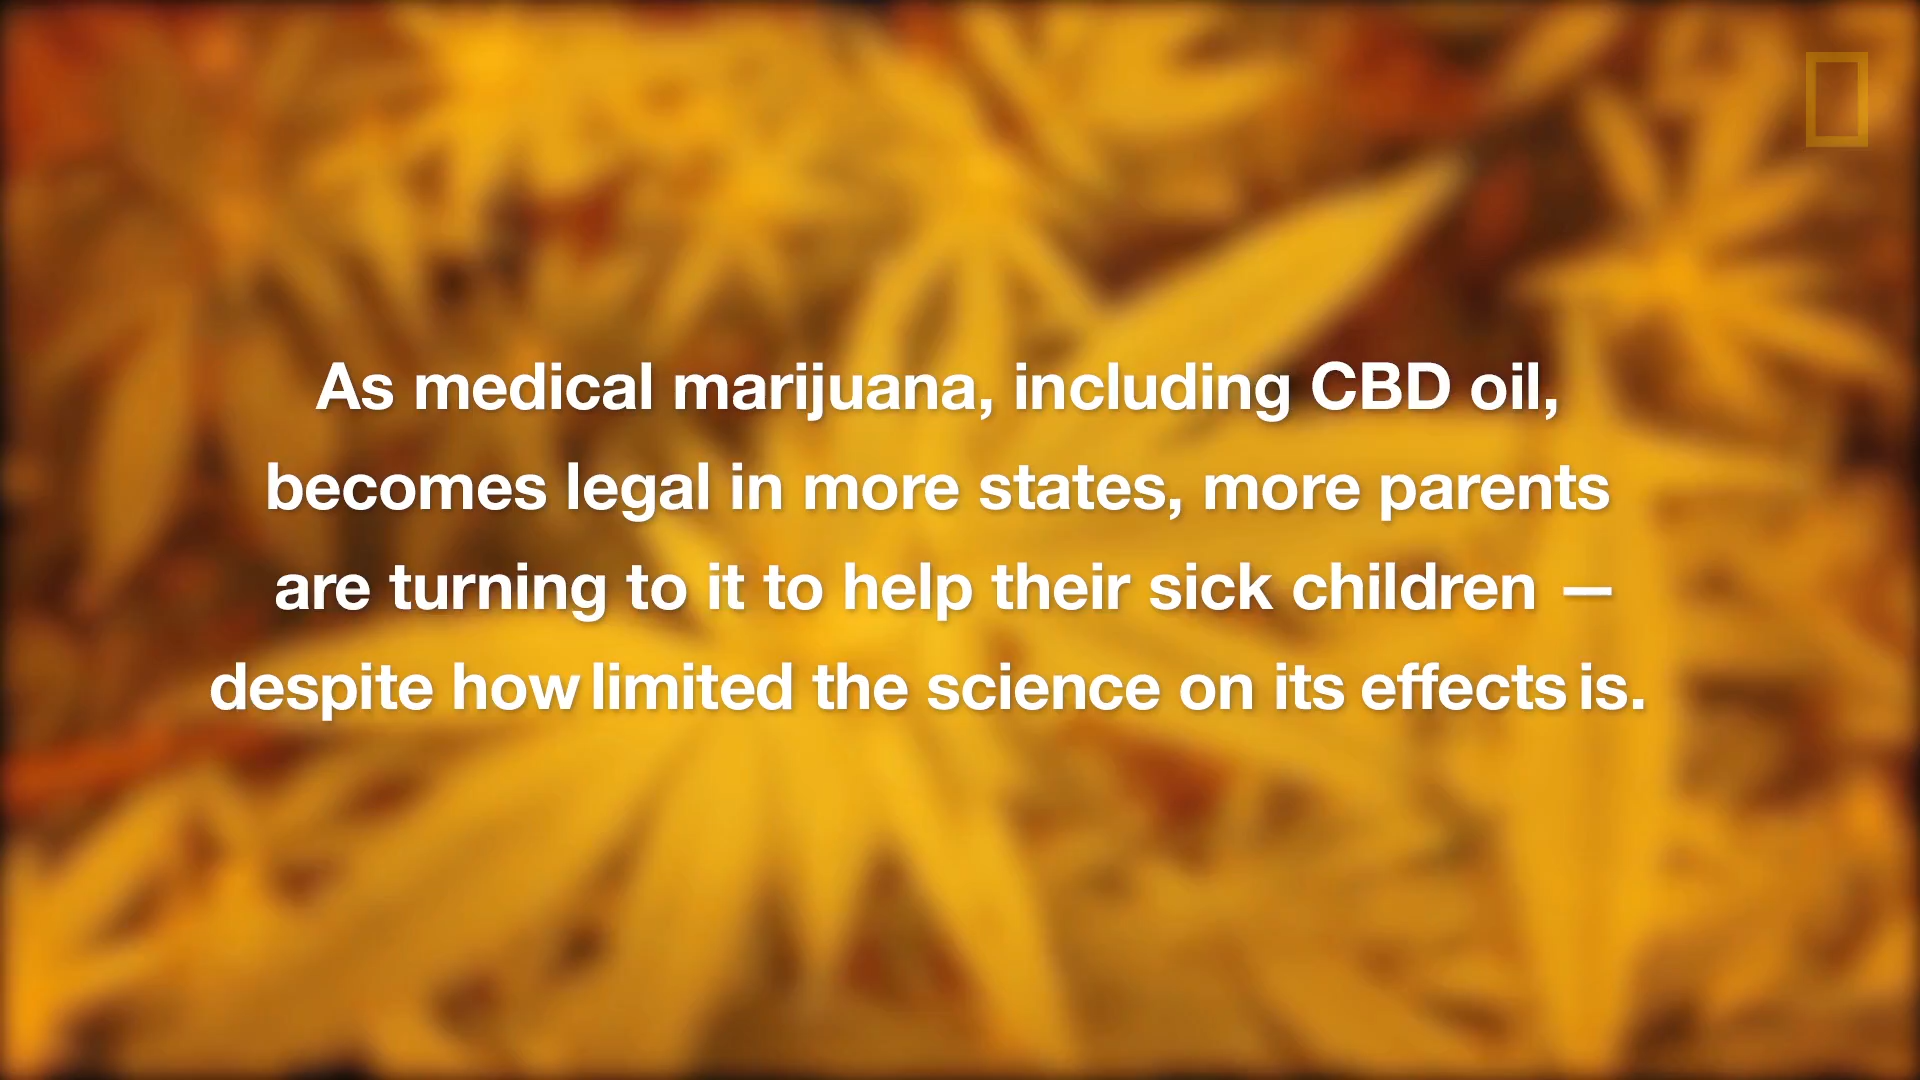 As medical marijuana, including CBD oil,
becomes legal in more states, more parents
are turning to it to help their sick children —
despite how limited the science on its effects is.